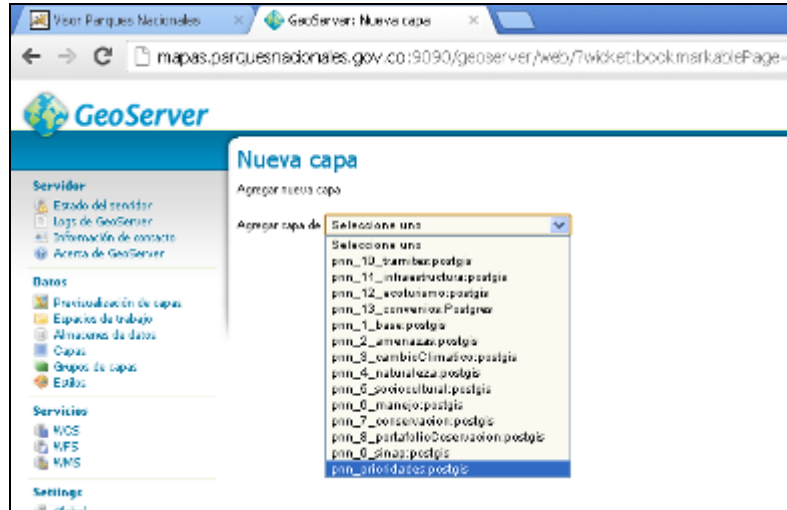 Visor Parques Nacionales
GeoServer: Nueva capa
mapas.parquesnacionales.gov.co:9090/geoserver/web/?wicket:bookmarkablePage=
GeoServer
Servidor
Estado del servidor
Logs de GeoServer
Información de contacto
Acerca de GeoServer
Datos
Previsualización de capas
Espacios de trabajo
Almacenes de datos
Capas
Grupos de capas
Estilos
Servicios
WCS
WFS
WMS
Settings
Nueva capa
Agregar nueva capa
Agregar capa de Seleccione uno
Seleccione uno
pnn_10_tramites:postgis
pnn_11_infraestructura:postgis
pnn_12_ecoturismo:postgis
pnn_13_convenios:Postgres
pnn_1_base:postgis
pnn_2_amenazas:postgis
pnn_3_cambioClimatico:postgis
pnn_4_naturaleza:postgis
pnn_5_sociocultural:postgis
pnn_6_manejo:postgis
pnn_7_conservacion:postgis
pnn_8_portafolioCoservacion:postgis
pnn_9_sinap:postgis
pnn_prioridades:postgis